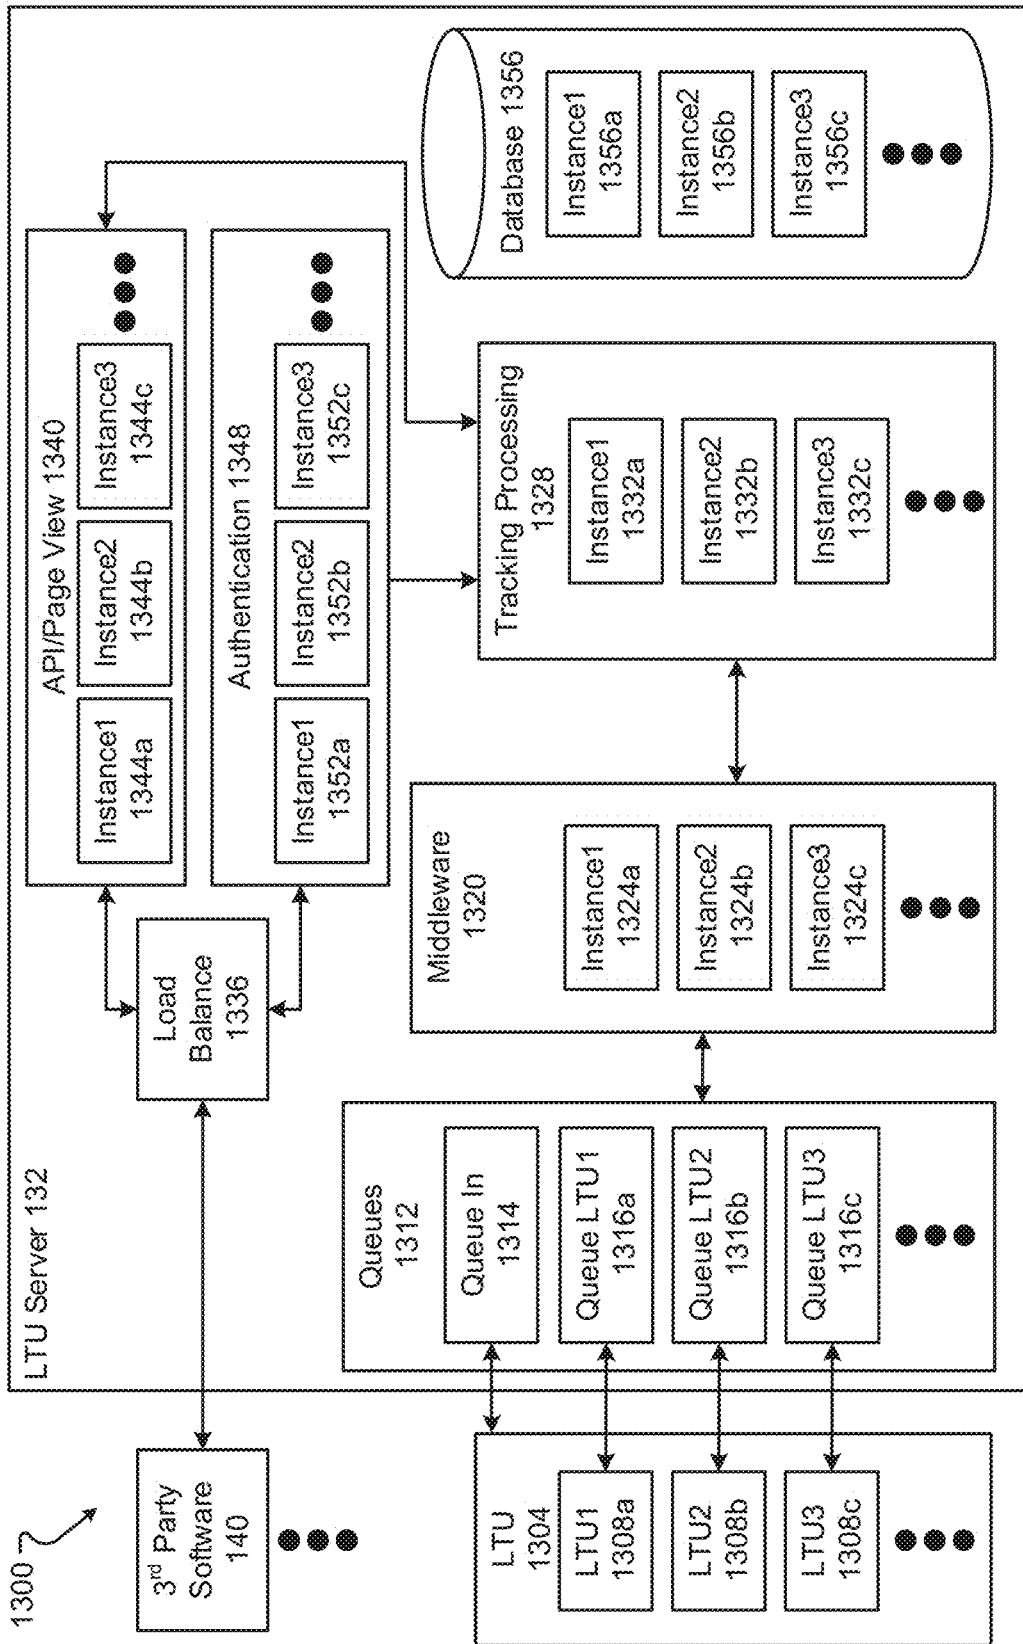 1300
3rd Party
Software
140
LTU Server 132
Load
Balance
1336
API/Page View 1340
Instance1
1344a
Instance2
1344b
Instance3
1344c
Authentication 1348
Instance1
1352a
Instance2
1352b
Instance3
1352c
LTU
1304
LTU1
1308a
LTU2
1308b
LTU3
1308c
Queues
1312
Queue In
1314
Queue LTU1
1316a
Queue LTU2
1316b
Queue LTU3
1316c
Middleware
1320
Instance1
1324a
Instance2
1324b
Instance3
1324c
Tracking Processing
1328
Instance1
1332a
Instance2
1332b
Instance3
1332c
Database 1356
Instance1
1356a
Instance2
1356b
Instance3
1356c